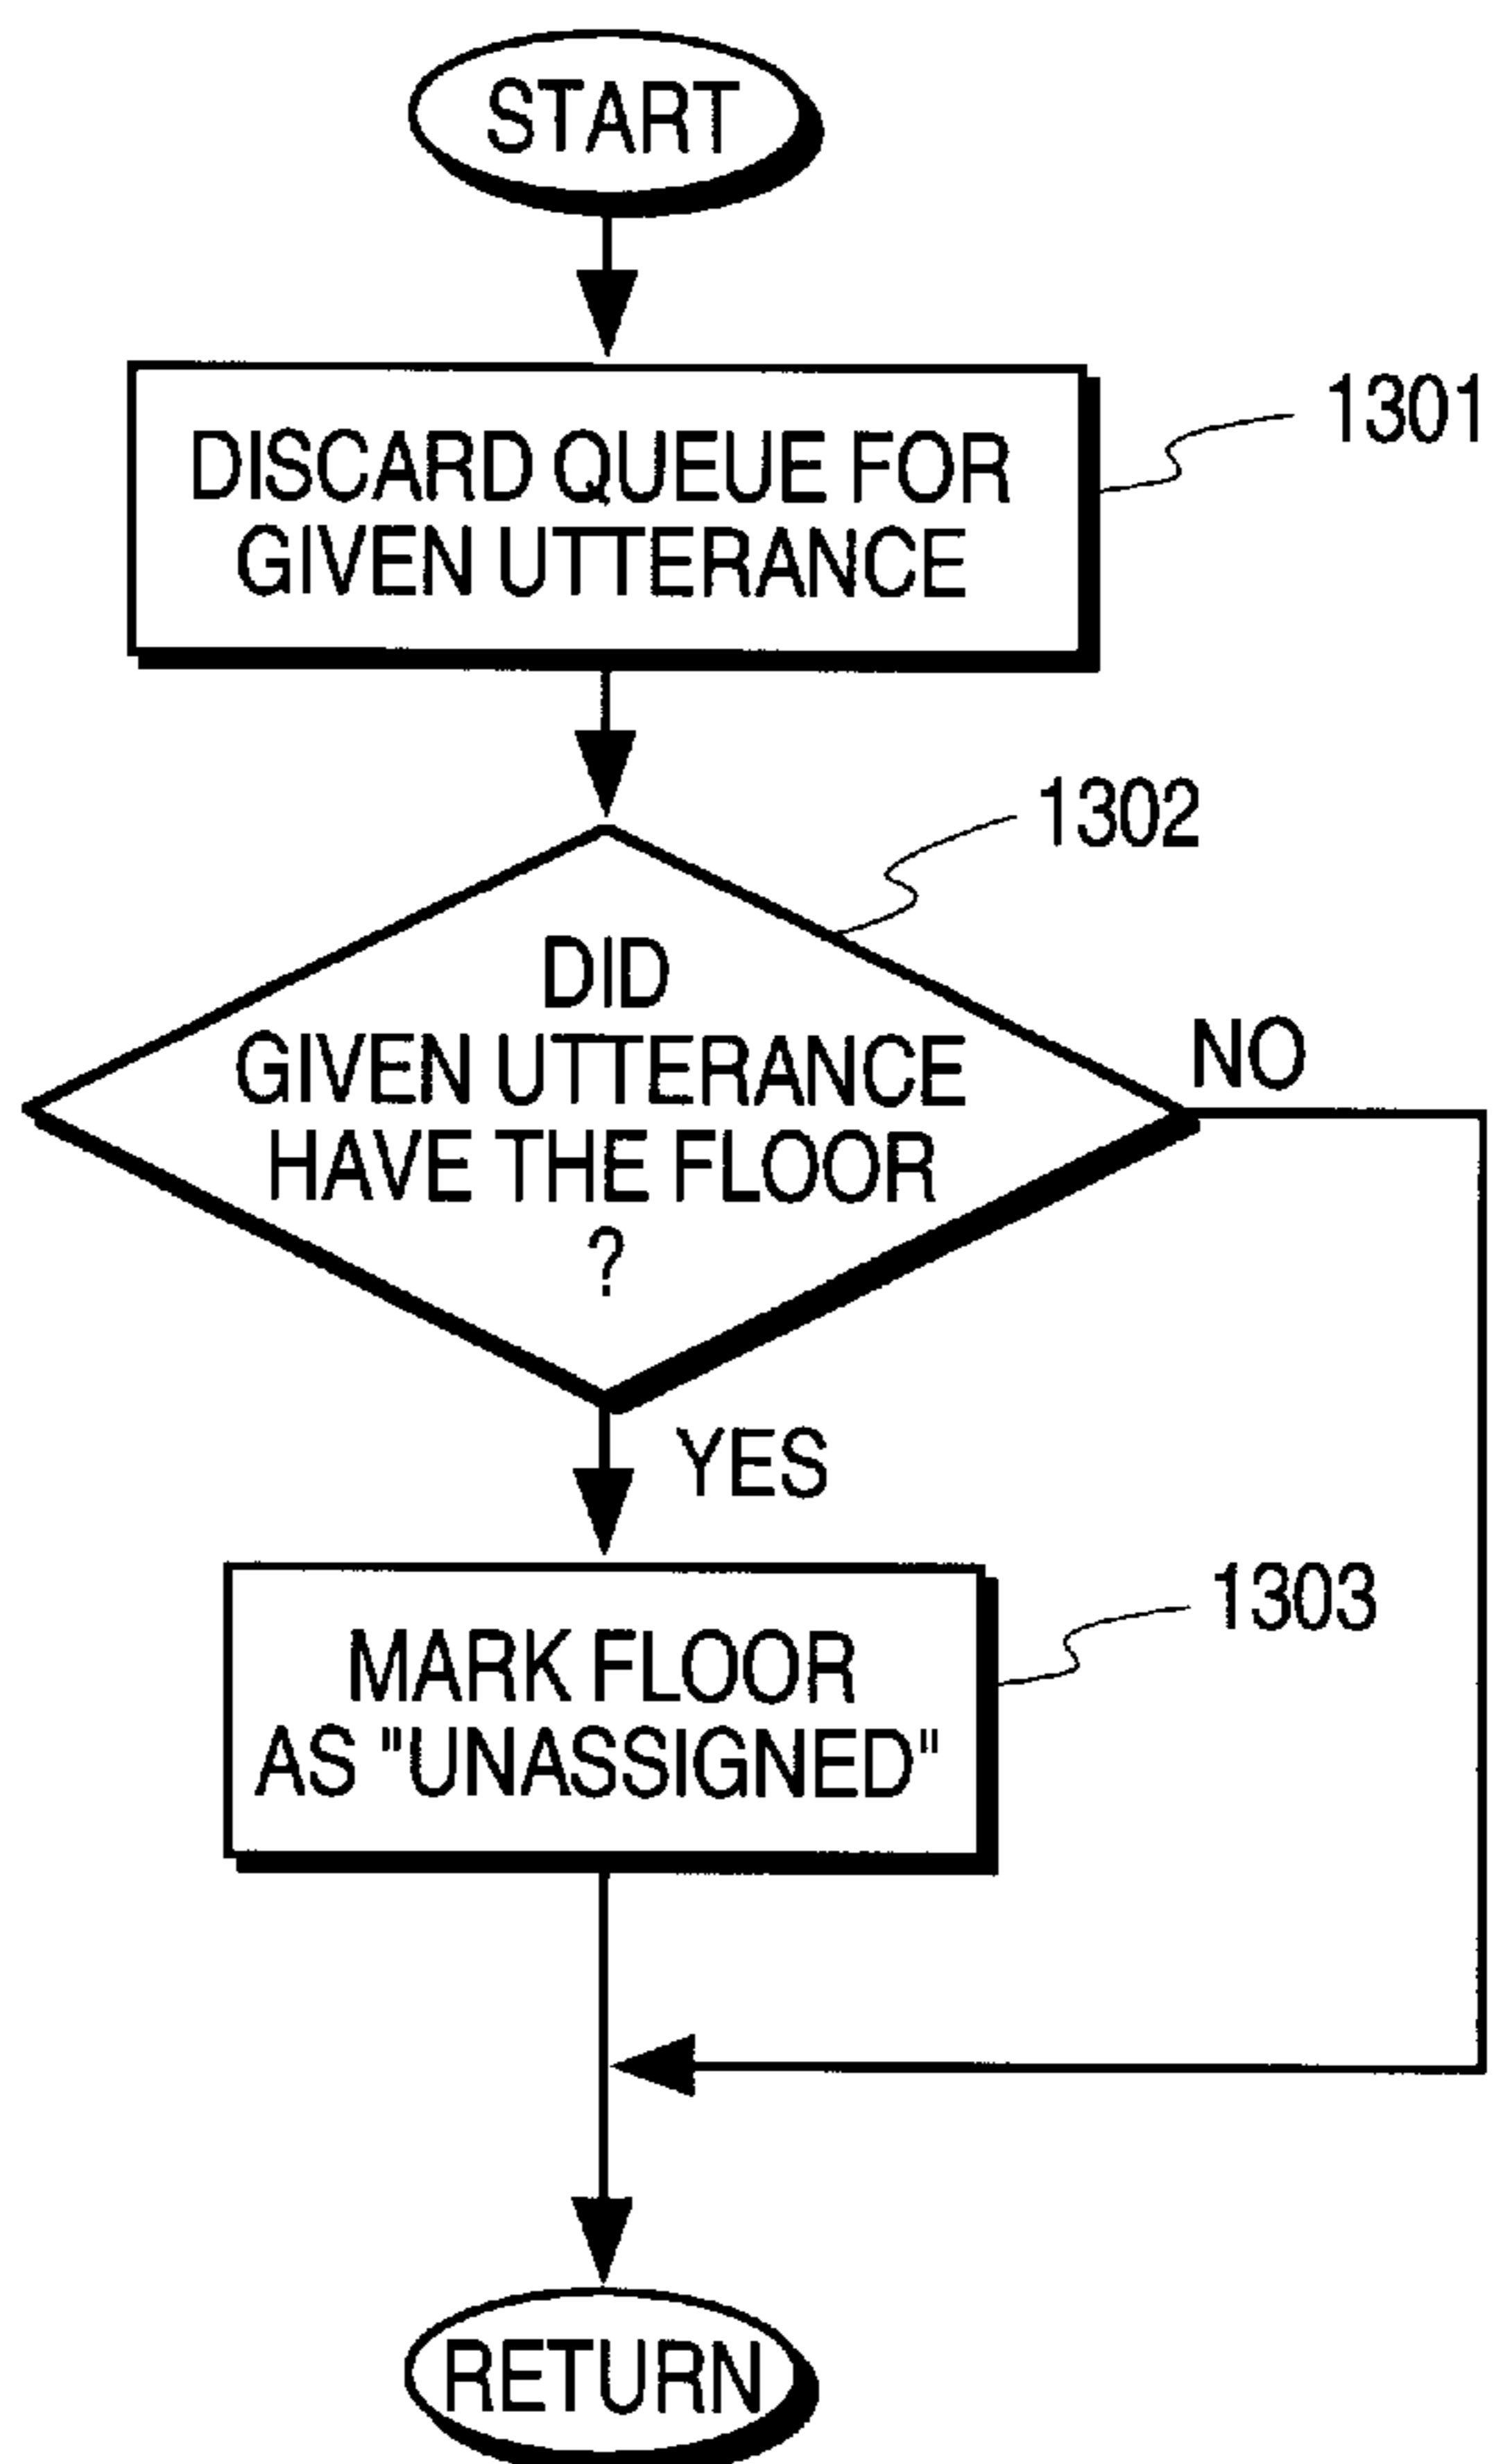 START
DISCARD QUEUE FOR
GIVEN UTTERANCE
1301
1302
DID
GIVEN UTTERANCE
HAVE THE FLOOR
?
NO
YES
MARK FLOOR
AS "UNASSIGNED"
1303
RETURN